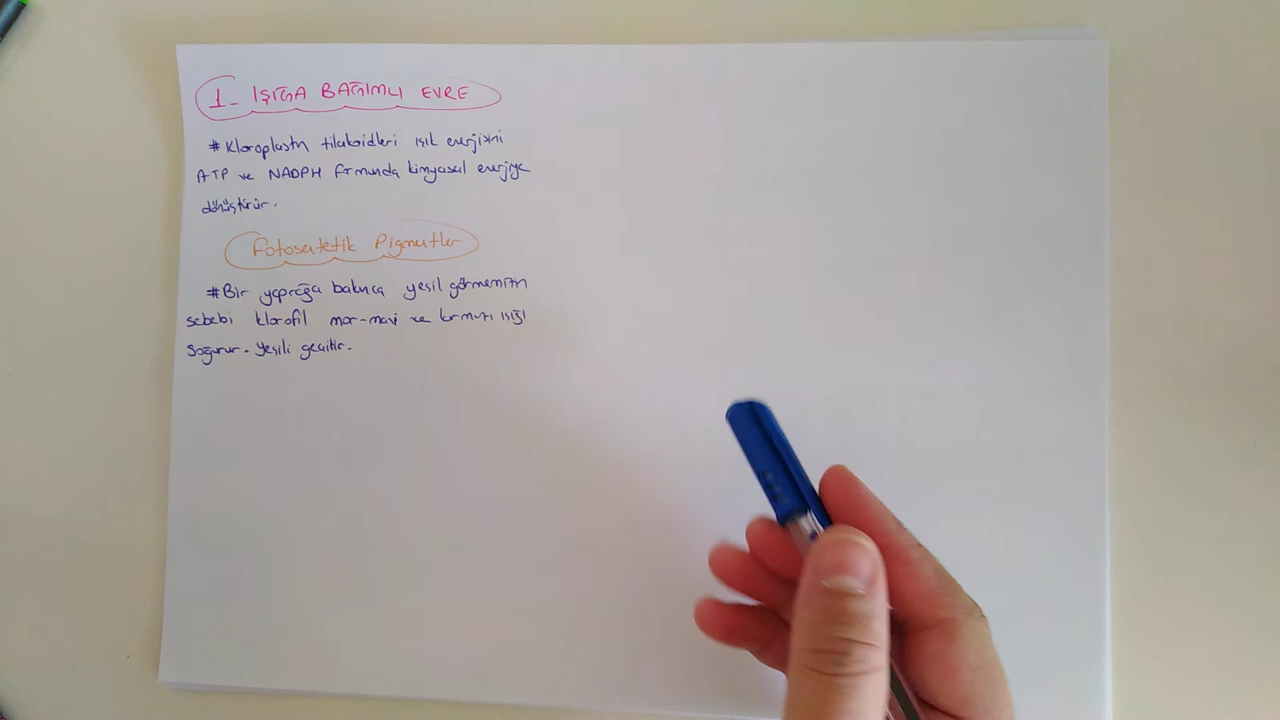 1- IŞIĞA BAĞIMLI EVRE
#Kloroplastın tilakoidleri ışık enerjisini
ATP ve NADPH formunda kimyasal enerjiye
dönüştürür.
Fotosentetik Pigmentler
#Bir yaprağa bakınca yeşil görmemizin
sebebi klorofil mor-mavi ve kırmızı ışığı
soğurur. Yeşili geçirir.